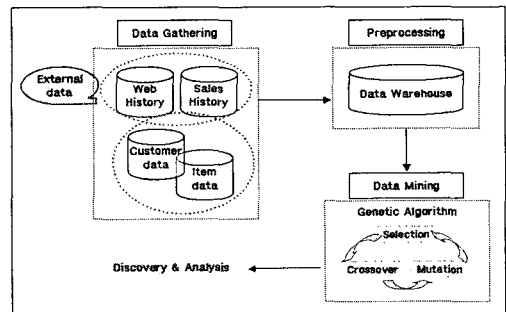 Data Gathering
Preprocessing
External
data
Web
History
Sales
History
Data Warehouse
Customer
data
Item
data
Data Mining
Genetic Algorithm
Selection
Crossover
Mutation
Discovery & Analysis